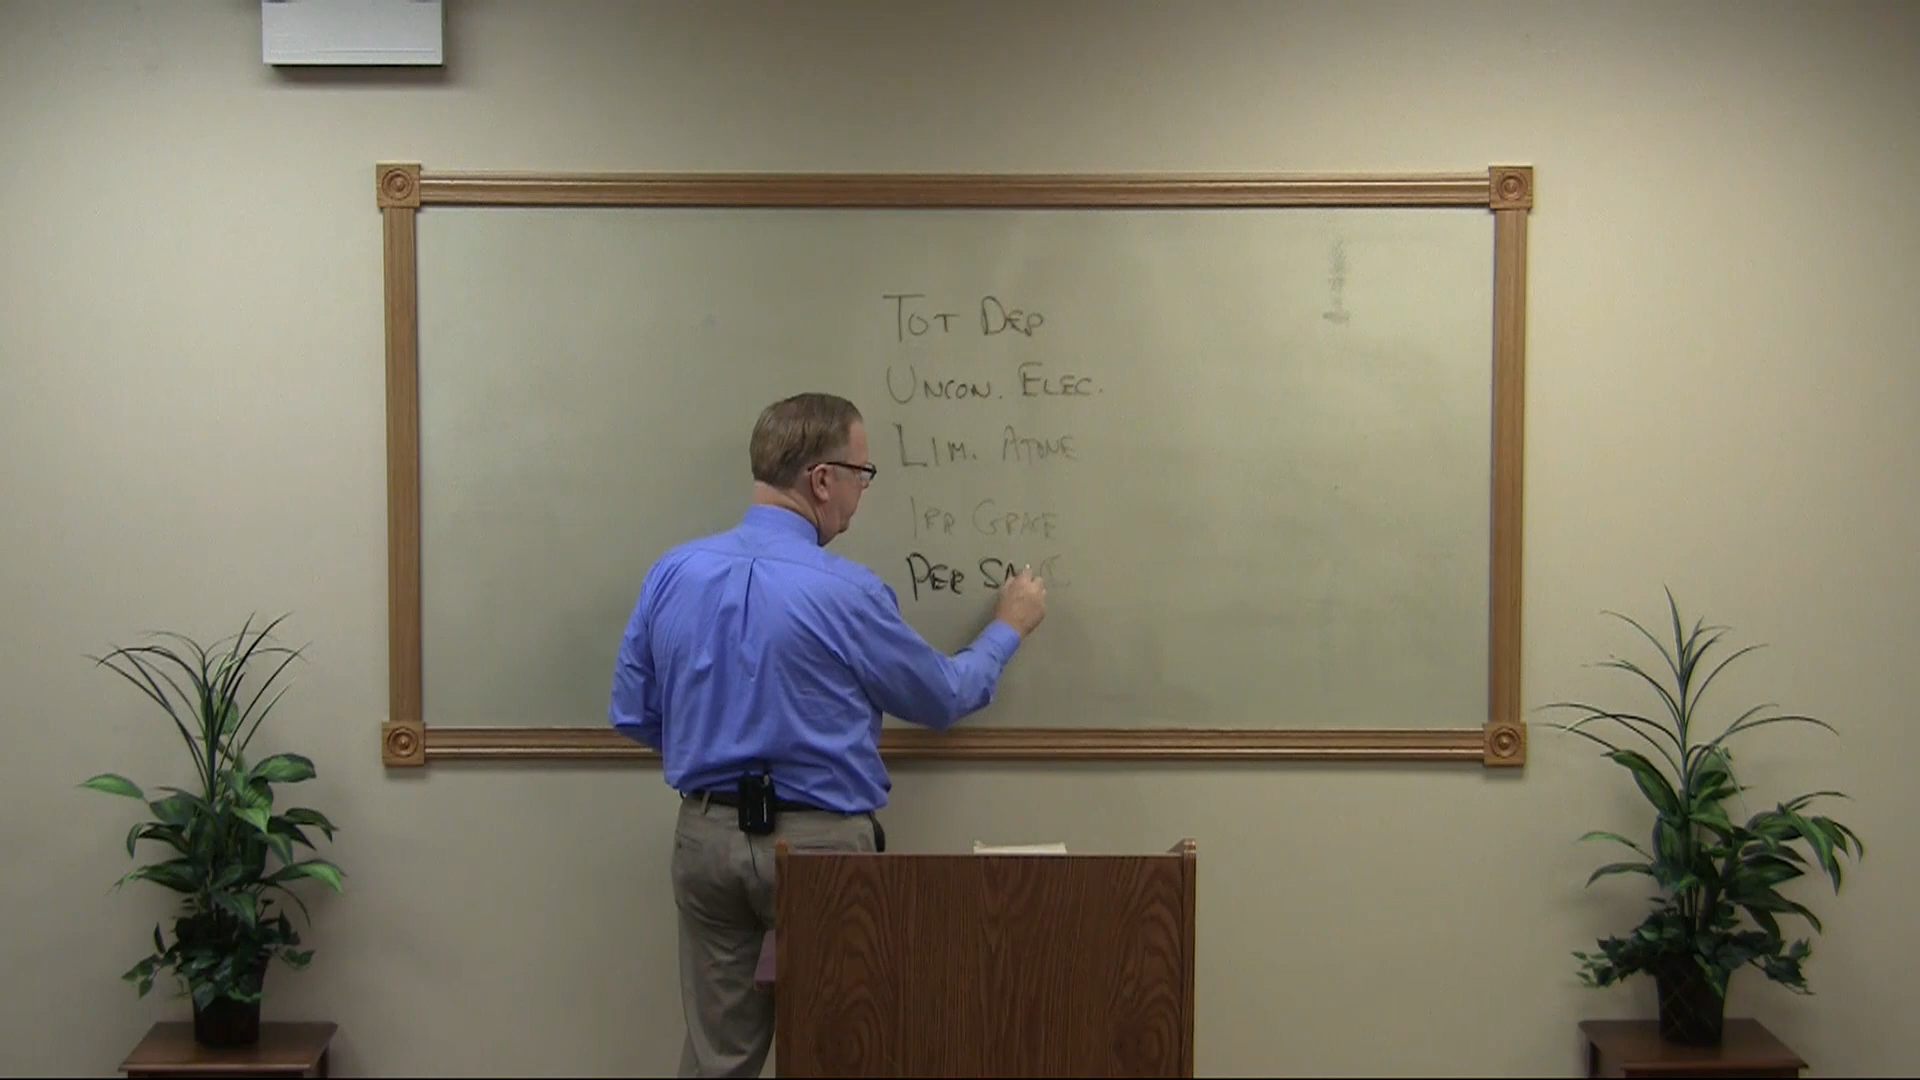 TOT DEP
UNCON. ELEC.
LIM. ATONE
IRR GRACE
PER